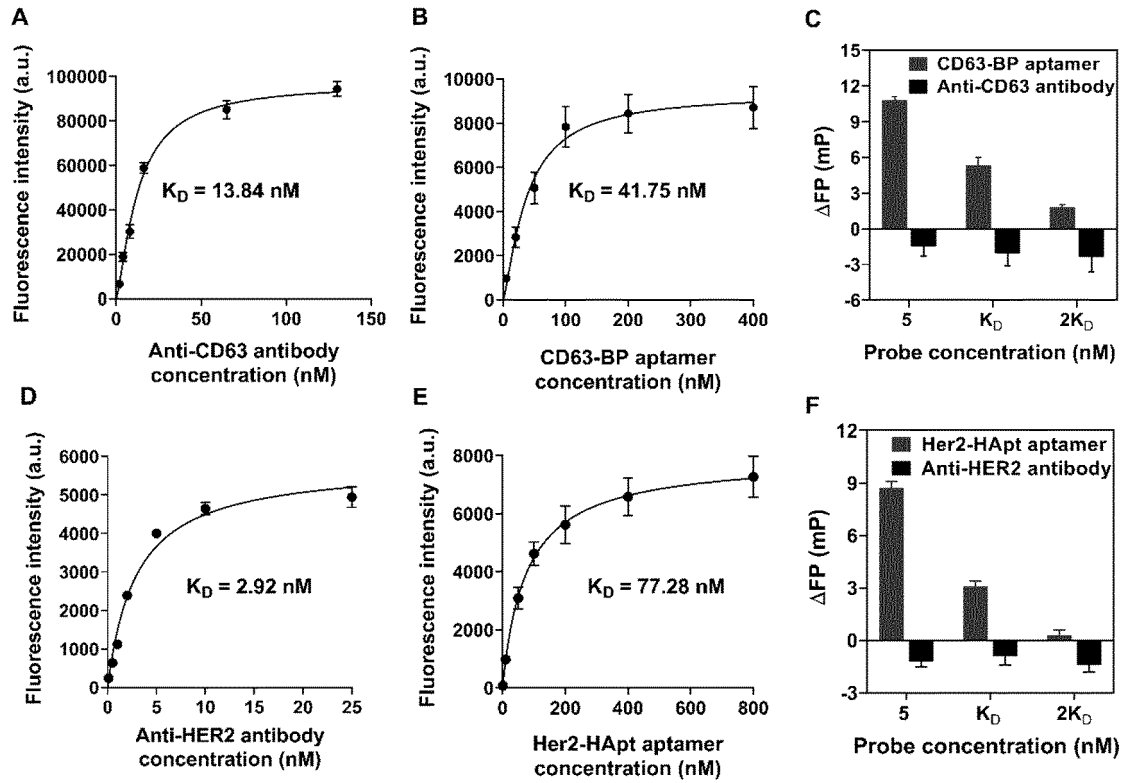 A
Fluorescence intensity (a.u.)
100000
80000
60000
40000
20000
0
K_D = 13.84 nM
0 50 100 150
Anti-CD63 antibody
concentration (nM)
B
Fluorescence intensity (a.u.)
10000
8000
6000
4000
2000
0
K_D = 41.75 nM
0 100 200 300 400
CD63-BP aptamer
concentration (nM)
C
ΔFP (mP)
15
12
9
6
3
0
-3
-6
CD63-BP aptamer
Anti-CD63 antibody
5 K_D 2K_D
Probe concentration (nM)
D
Fluorescence intensity (a.u.)
6000
5000
4000
3000
2000
1000
0
K_D = 2.92 nM
0 5 10 15 20 25
Anti-HER2 antibody
concentration (nM)
E
Fluorescence intensity (a.u.)
8000
6000
4000
2000
0
K_D = 77.28 nM
0 200 400 600 800
Her2-HApt aptamer
concentration (nM)
F
ΔFP (mP)
12
9
6
3
0
-3
Her2-HApt aptamer
Anti-HER2 antibody
5 K_D 2K_D
Probe concentration (nM)